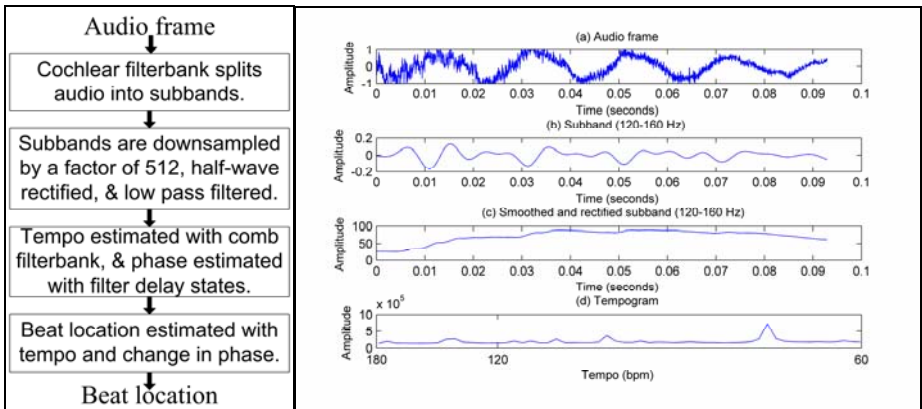 Audio frame
Cochlear filterbank splits
audio into subbands.
Subbands are downsampled
by a factor of 512, half-wave
rectified, & low pass filtered.
Tempo estimated with comb
filterbank, & phase estimated
with filter delay states.
Beat location estimated with
tempo and change in phase.
Beat location
(a) Audio frame
Amplitude
1
0
-1
0 0.01 0.02 0.03 0.04 0.05 0.06 0.07 0.08 0.09 0.1
Time (seconds)
(b) Subband (120-160 Hz)
Amplitude
0.2
0
-0.2
0 0.01 0.02 0.03 0.04 0.05 0.06 0.07 0.08 0.09 0.1
Time (seconds)
(c) Smoothed and rectified subband (120-160 Hz)
Amplitude
100
50
0 0.01 0.02 0.03 0.04 0.05 0.06 0.07 0.08 0.09 0.1
Time (seconds)
x 10^5
(d) Tempogram
Amplitude
10
5
0
180 120 60
Tempo (bpm)